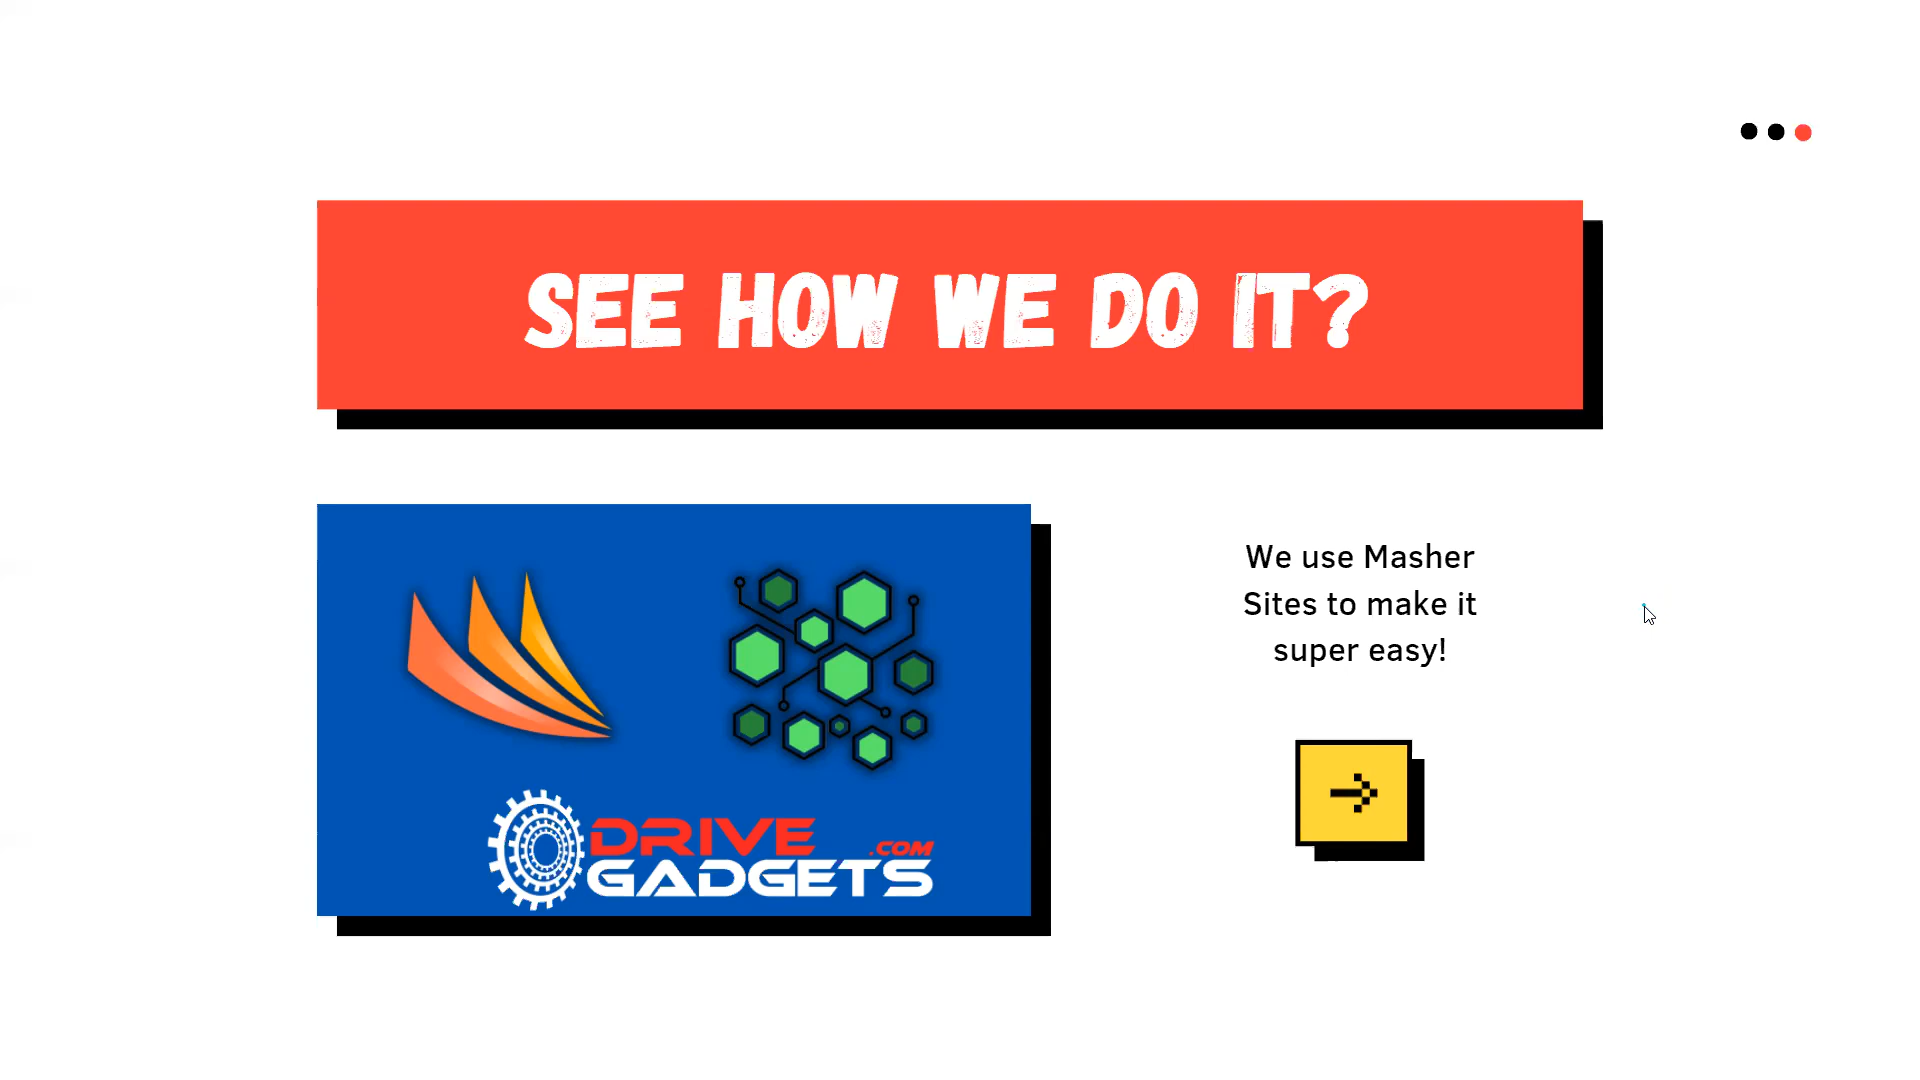 SEE HOW WE DO IT?
We use Masher
Sites to make it
super easy!
DRIVE
.COM
GADGETS